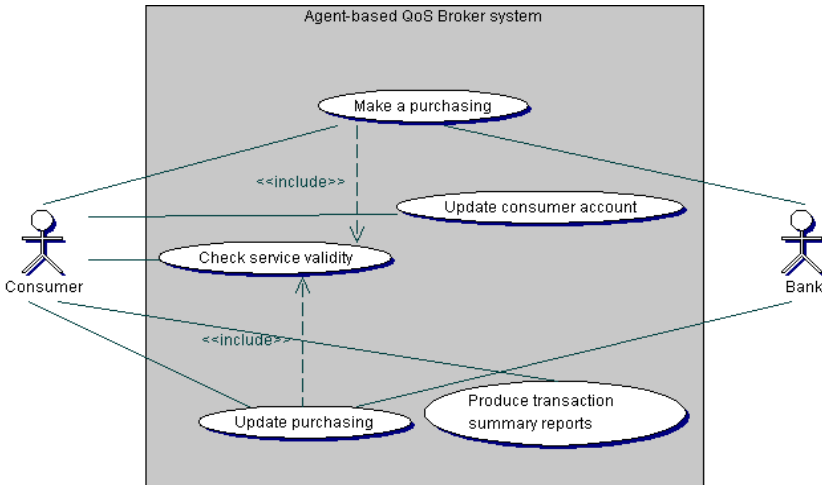 Agent-based QoS Broker system
Make a purchasing
<<include>>
Update consumer account
Check service validity
Consumer
Bank
<<include>>
Produce transaction
summary reports
Update purchasing